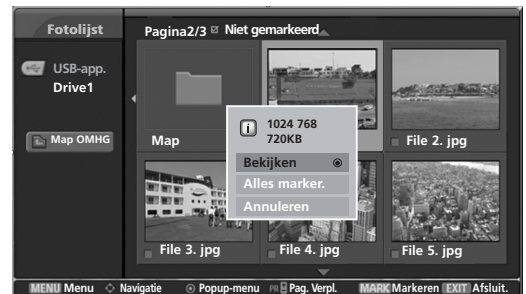 Fotolijst
Pagina2/3 Niet gemarkeerd
USB-app.
Drive1
Map OMHG
Map
File 2. jpg
1024 768
720KB
Bekijken
Alles marker.
Annuleren
File 3. jpg
File 4. jpg
File 5. jpg
MENU Menu Navigatie Popup-menu PR Pag. Verpl. MARK Markeren EXIT Afsluit.